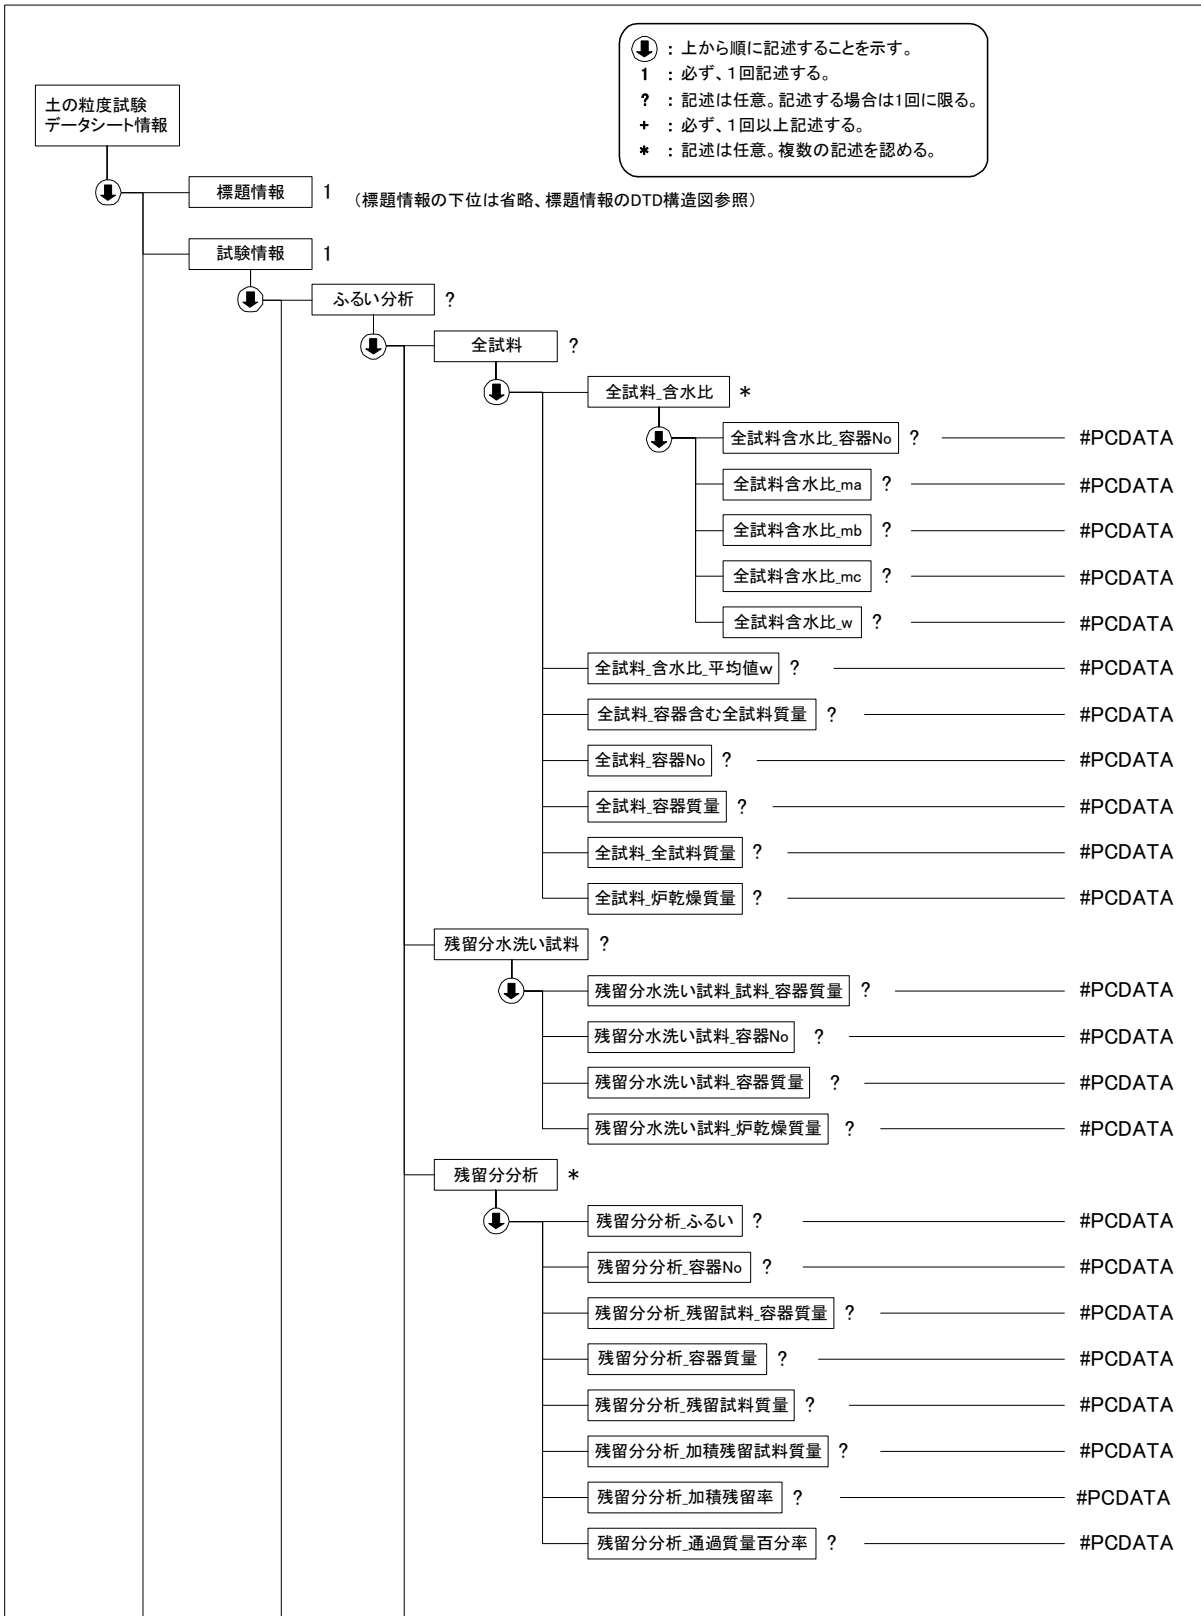 ⬇ : 上から順に記述することを示す。
1 : 必ず、1回記述する。
? : 記述は任意。記述する場合は1回に限る。
+ : 必ず、1回以上記述する。
* : 記述は任意。複数の記述を認める。
土の粒度試験
データシート情報
標題情報 1 (標題情報の下位は省略、標題情報のDTD構造図参照)
試験情報 1
ふるい分析 ?
全試料 ?
全試料_含水比 *
全試料含水比_容器No ? #PCDATA
全試料含水比_ma ? #PCDATA
全試料含水比_mb ? #PCDATA
全試料含水比_mc ? #PCDATA
全試料含水比_w ? #PCDATA
全試料_含水比_平均値w ? #PCDATA
全試料_容器含む全試料質量 ? #PCDATA
全試料_容器No ? #PCDATA
全試料_容器質量 ? #PCDATA
全試料_全試料質量 ? #PCDATA
全試料_炉乾燥質量 ? #PCDATA
残留分水洗い試料 ?
残留分水洗い試料_試料_容器質量 ? #PCDATA
残留分水洗い試料_容器No ? #PCDATA
残留分水洗い試料_容器質量 ? #PCDATA
残留分水洗い試料_炉乾燥質量 ? #PCDATA
残留分分析 *
残留分分析_ふるい ? #PCDATA
残留分分析_容器No ? #PCDATA
残留分分析_残留試料_容器質量 ? #PCDATA
残留分分析_容器質量 ? #PCDATA
残留分分析_残留試料質量 ? #PCDATA
残留分分析_加積残留試料質量 ? #PCDATA
残留分分析_加積残留率 ? #PCDATA
残留分分析_通過質量百分率 ? #PCDATA